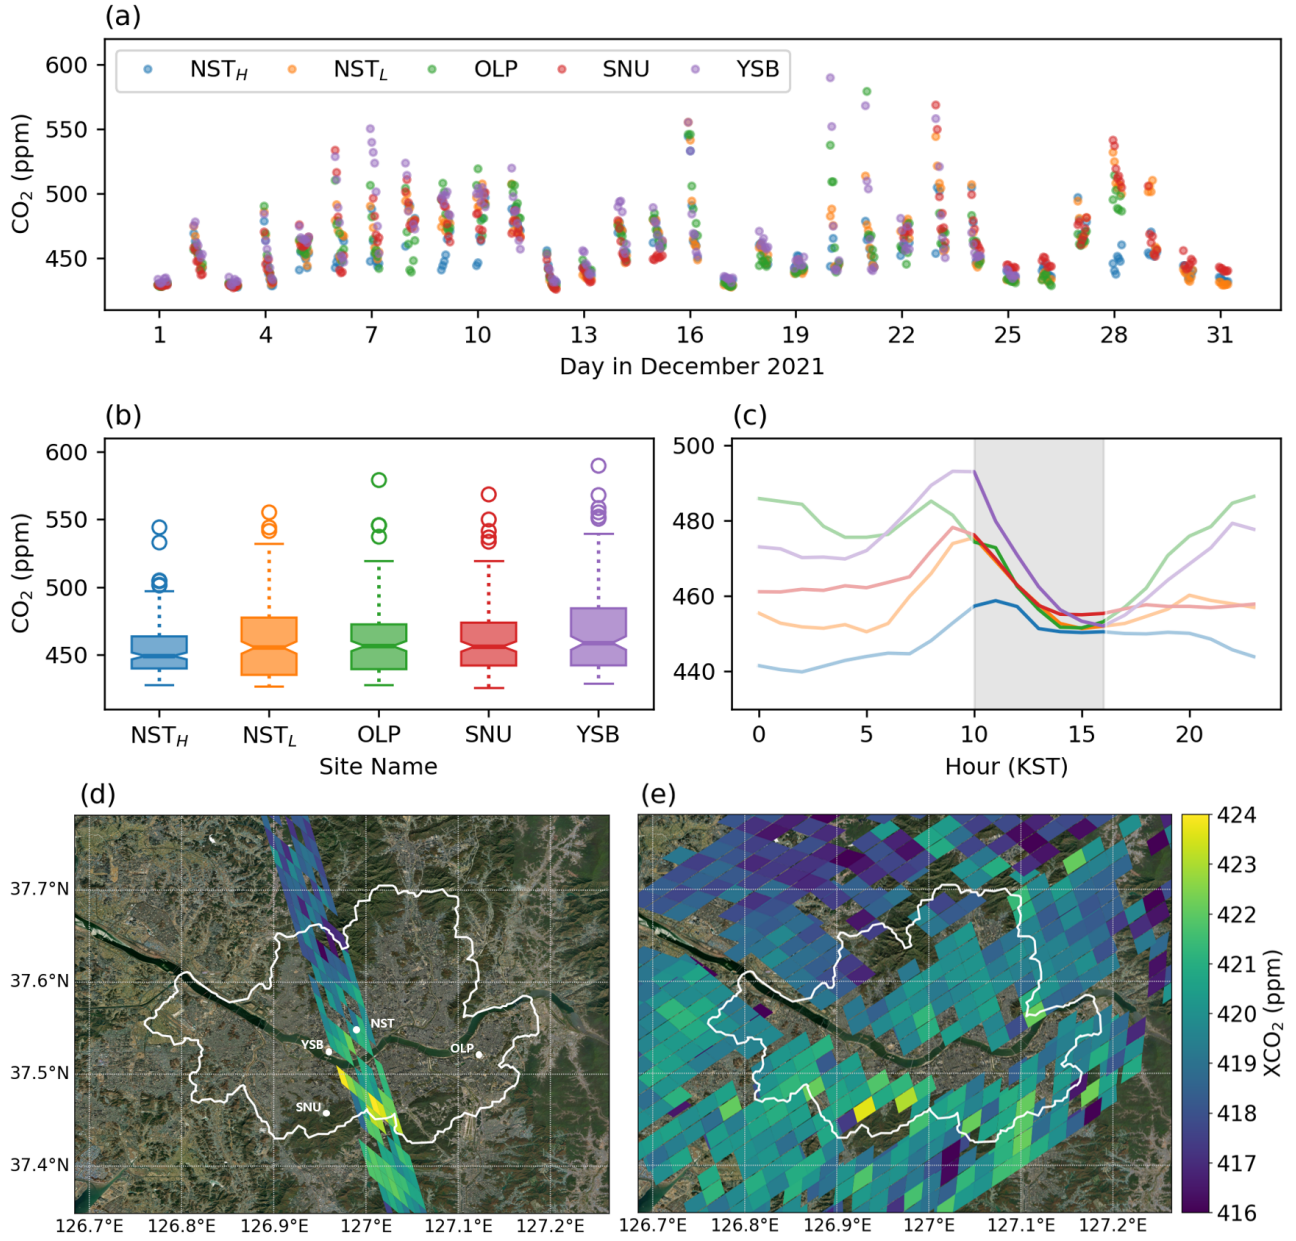 (a)
600
550
500
450
CO2 (ppm)
NSTH NSTL OLP SNU YSB
1 4 7 10 13 16 19 22 25 28 31
Day in December 2021
(b)
600
550
500
450
CO2 (ppm)
NSTH NSTL OLP SNU YSB
Site Name
(c)
500
480
460
440
0 5 10 15 20
Hour (KST)
(d)
37.7°N
37.6°N
37.5°N
37.4°N
NST
YSB
OLP
SNU
126.7°E 126.8°E 126.9°E 127°E 127.1°E 127.2°E
(e)
126.7°E 126.8°E 126.9°E 127°E 127.1°E 127.2°E
424
423
422
421
420
419
418
417
416
XCO2 (ppm)